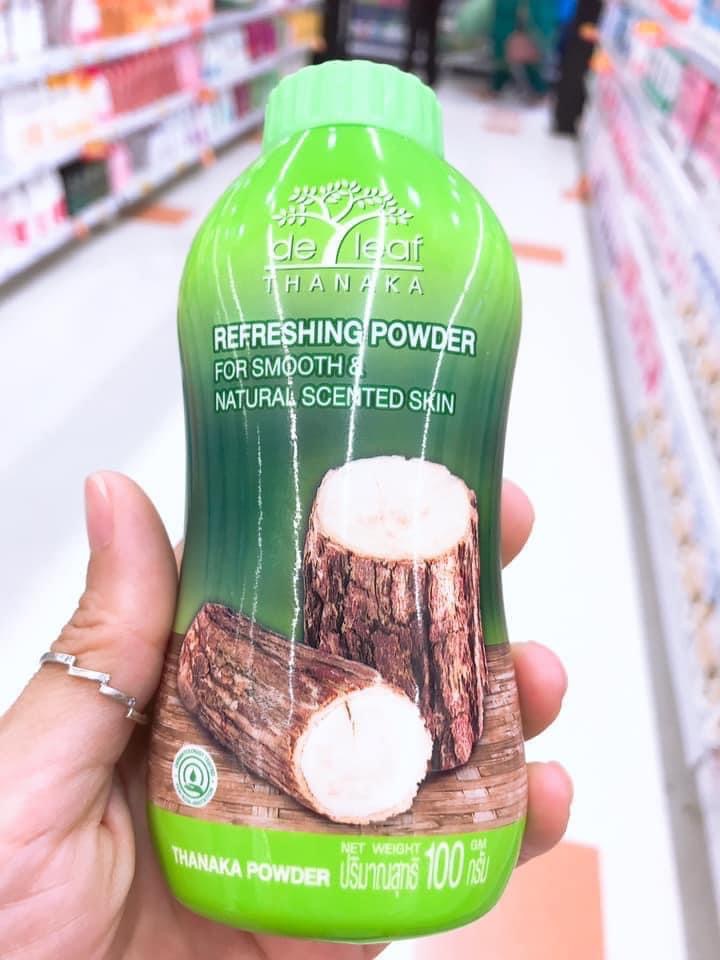 de leaf
THANAKA
REFRESHING POWDER
FOR SMOOTH &
NATURAL SCENTED SKIN
THANAKA POWDER
NET WEIGHT
ปริมาณสุทธิ 100 GM
กรัม